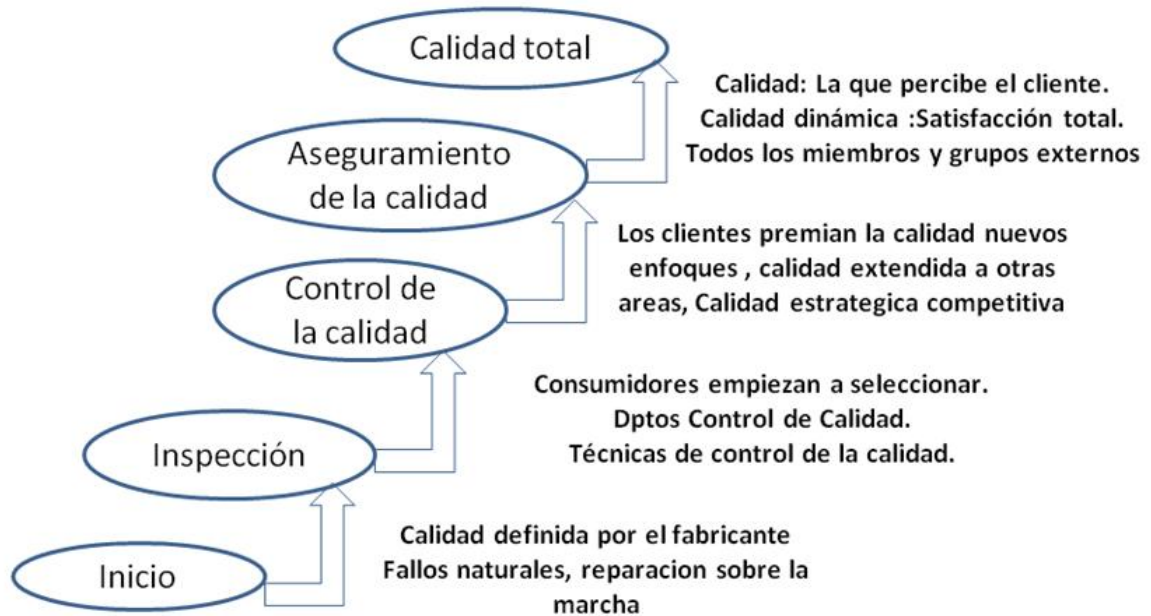 Calidad total
Calidad: La que percibe el cliente.
Calidad dinámica :Satisfacción total.
Todos los miembros y grupos externos
Aseguramiento
de la calidad
Los clientes premian la calidad nuevos
enfoques , calidad extendida a otras
areas, Calidad estrategica competitiva
Control de
la calidad
Consumidores empiezan a seleccionar.
Dptos Control de Calidad.
Técnicas de control de la calidad.
Inspección
Calidad definida por el fabricante
Fallos naturales, reparacion sobre la
marcha
Inicio